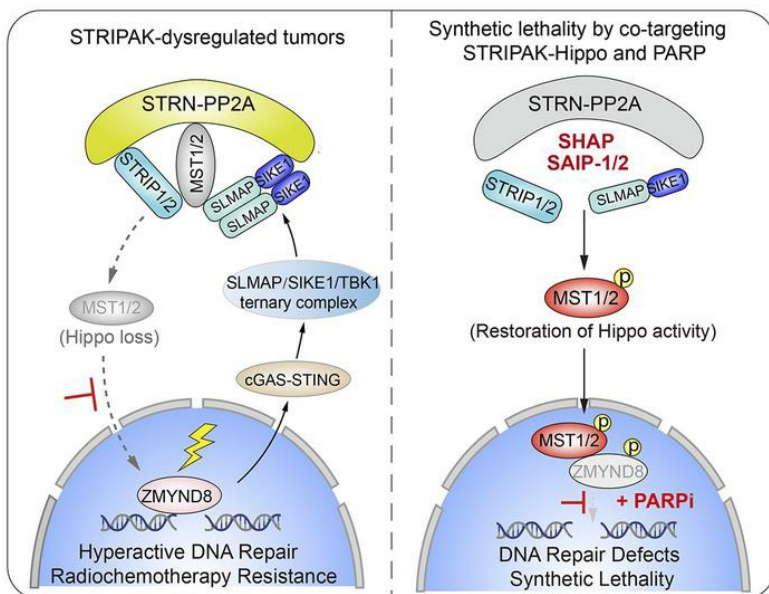 STRIPAK-dysregulated tumors
STRN-PP2A
STRIP1/2
MST1/2
SLMAP
SIKE1
SLMAP
SIKE1
MST1/2
(Hippo loss)
SLMAP/SIKE1/TBK1
ternary complex
cGAS-STING
ZMYND8
Hyperactive DNA Repair
Radiochemotherapy Resistance
Synthetic lethality by co-targeting
STRIPAK-Hippo and PARP
STRN-PP2A
SHAP
SAIP-1/2
STRIP1/2
SLMAP
SIKE1
p
MST1/2
(Restoration of Hippo activity)
p
MST1/2
p
ZMYND8
+ PARPi
DNA Repair Defects
Synthetic Lethality